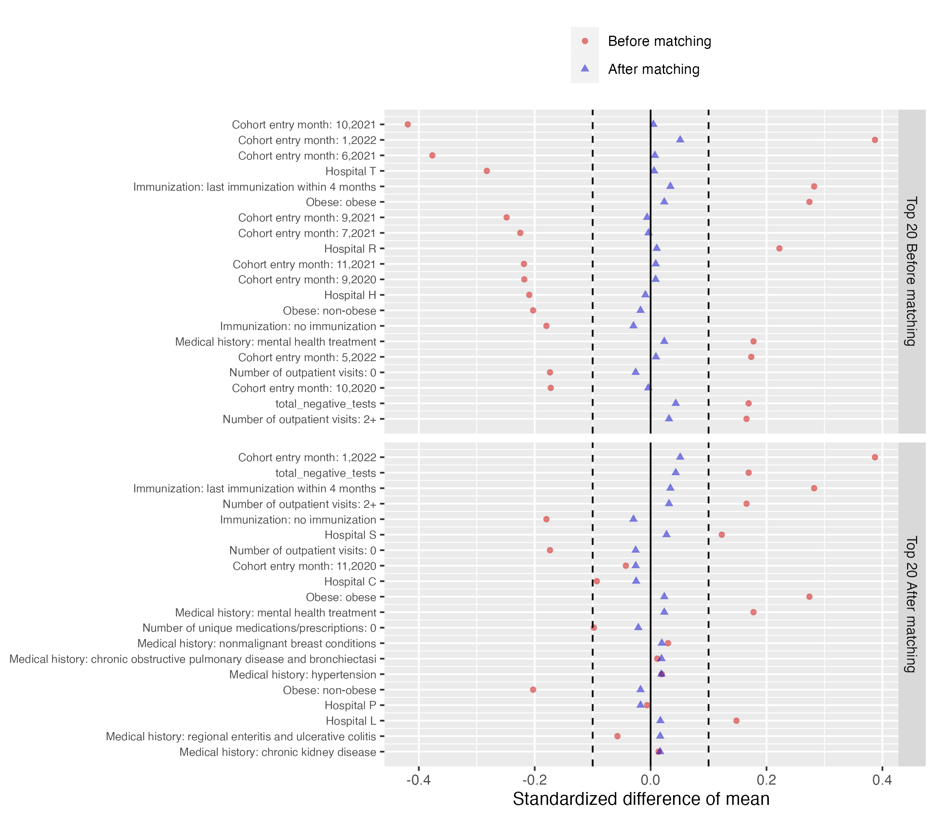 Before matching
After matching
Cohort entry month: 10,2021
Cohort entry month: 1,2022
Cohort entry month: 6,2021
Hospital T
Immunization: last immunization within 4 months
Obese: obese
Cohort entry month: 9,2021
Cohort entry month: 7,2021
Hospital R
Cohort entry month: 11,2021
Cohort entry month: 9,2020
Hospital H
Obese: non-obese
Immunization: no immunization
Medical history: mental health treatment
Cohort entry month: 5,2022
Number of outpatient visits: 0
Cohort entry month: 10,2020
total_negative_tests
Number of outpatient visits: 2+
Top 20 Before matching
Cohort entry month: 1,2022
total_negative_tests
Immunization: last immunization within 4 months
Number of outpatient visits: 2+
Immunization: no immunization
Hospital S
Number of outpatient visits: 0
Cohort entry month: 11,2020
Hospital C
Obese: obese
Medical history: mental health treatment
Number of unique medications/prescriptions: 0
Medical history: nonmalignant breast conditions
Medical history: chronic obstructive pulmonary disease and bronchiectasi
Medical history: hypertension
Obese: non-obese
Hospital P
Hospital L
Medical history: regional enteritis and ulcerative colitis
Medical history: chronic kidney disease
Top 20 After matching
-0.4 -0.2 0.0 0.2 0.4
Standardized difference of mean